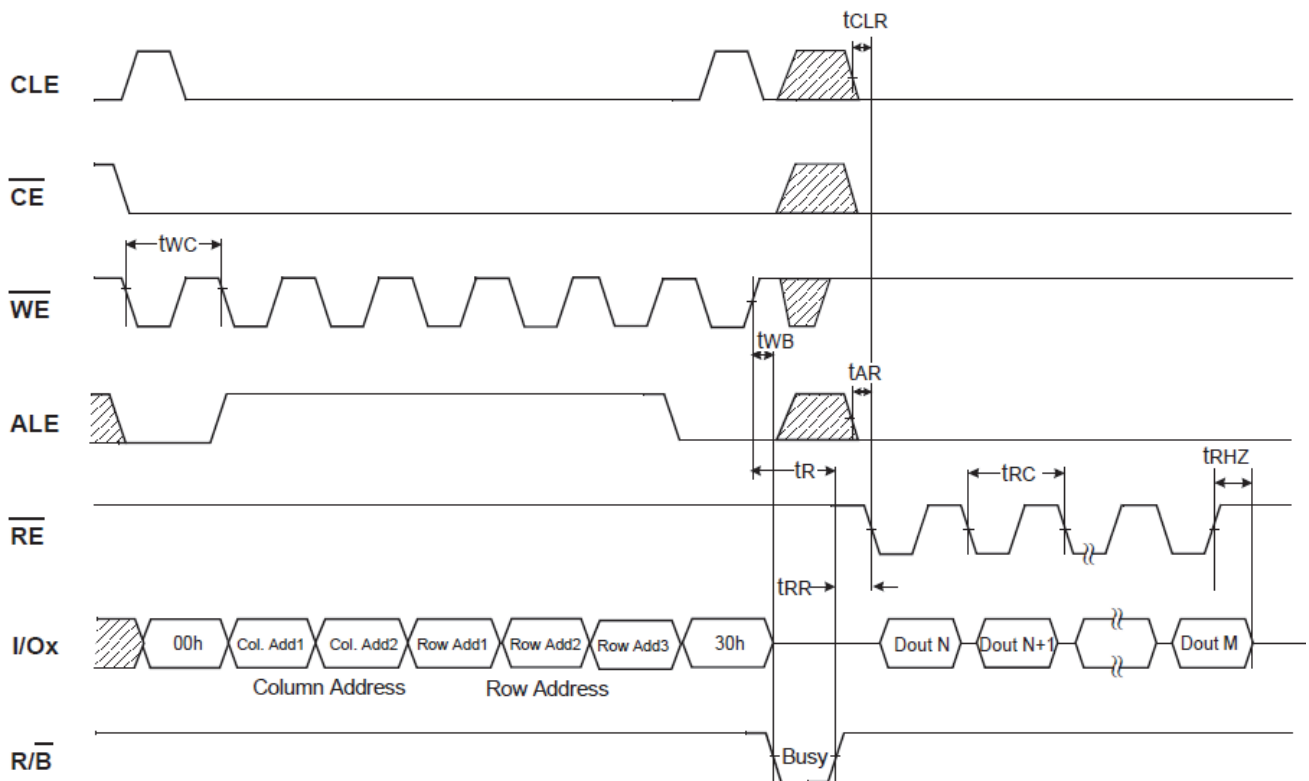 tCLR
CLE
CE
tWC
WE
tWB
tAR
ALE
tR
tRC
tRHZ
RE
tRR
I/Ox
00h
Col. Add1
Col. Add2
Row Add1
Row Add2
Row Add3
30h
Dout N
Dout N+1
Dout M
Column Address
Row Address
R/B
Busy